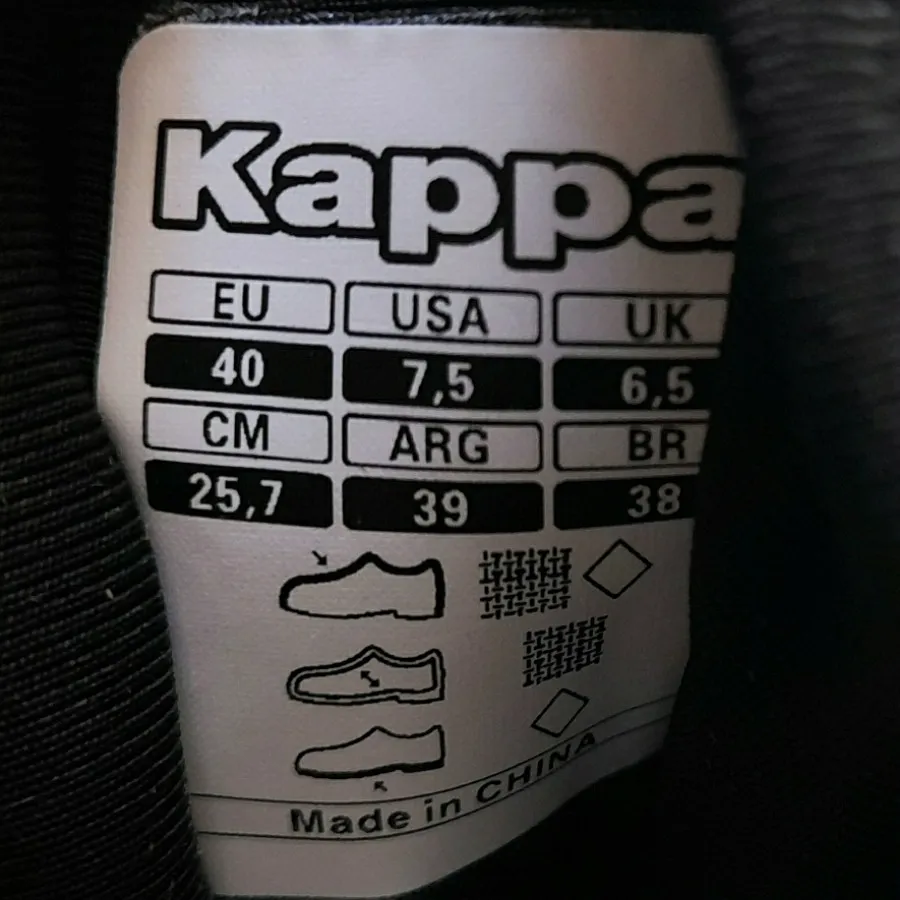 Kappa
EU USA UK
40 7,5 6,5
CM ARG BR
25,7 39 38
Made in CHINA